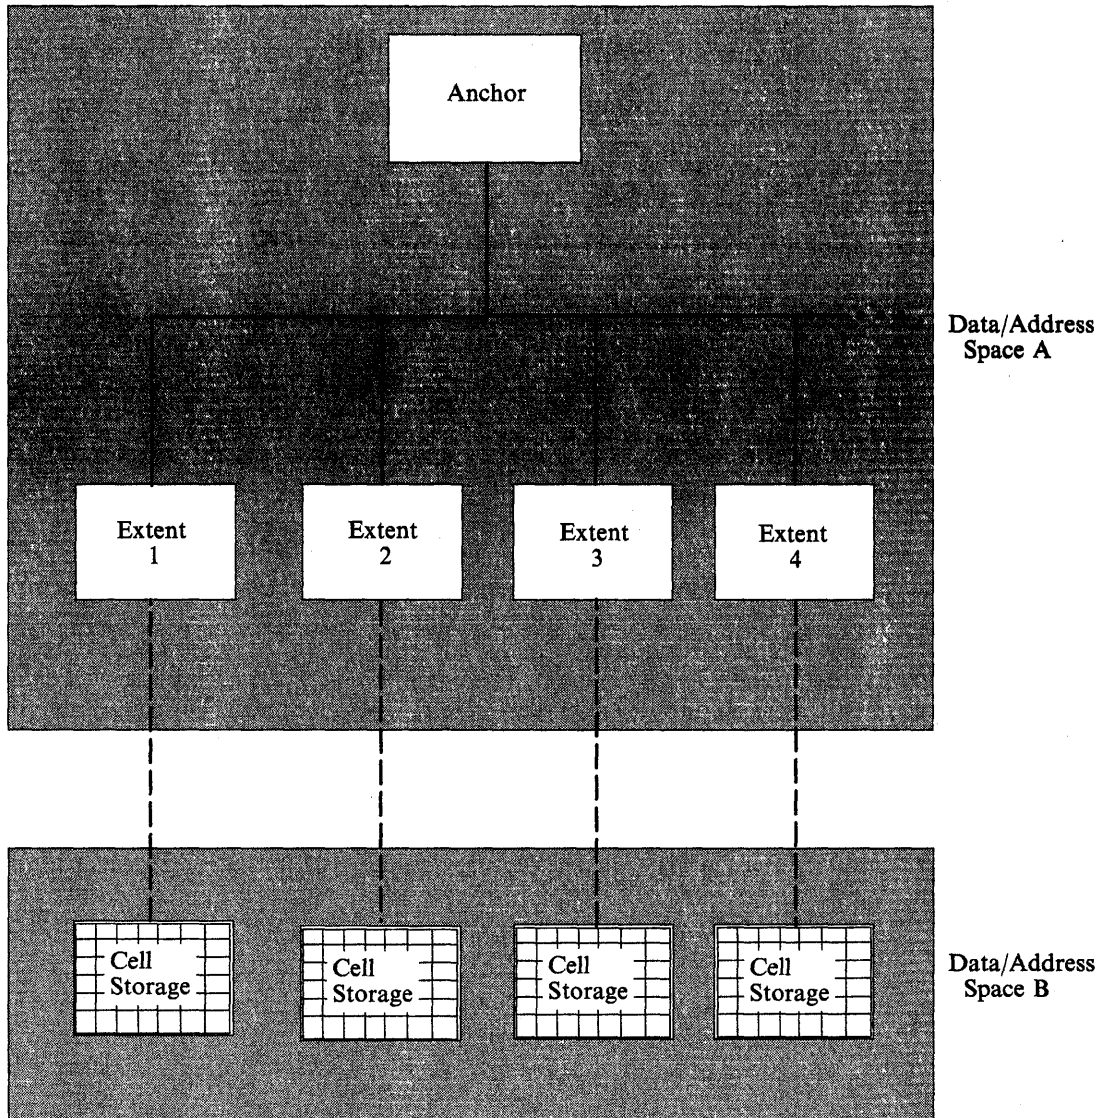 Anchor
Data/Address
Space A
Extent
1
Extent
2
Extent
3
Extent
4
Cell
Storage
Cell
Storage
Cell
Storage
Cell
Storage
Data/Address
Space B